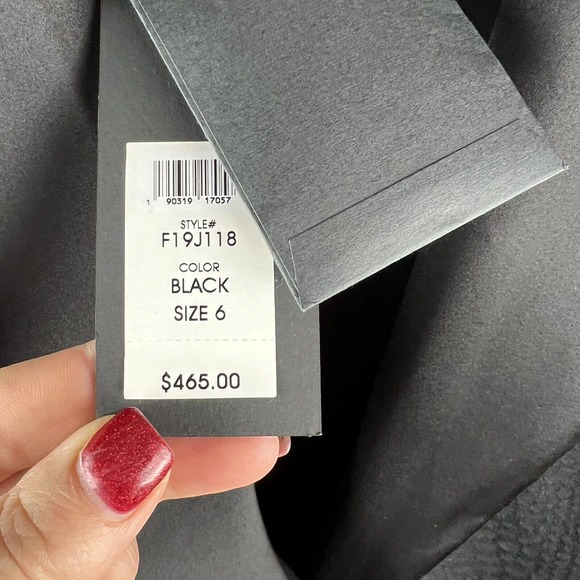 1 90319 17057
STYLE#
F19J118
COLOR
BLACK
SIZE 6
$465.00